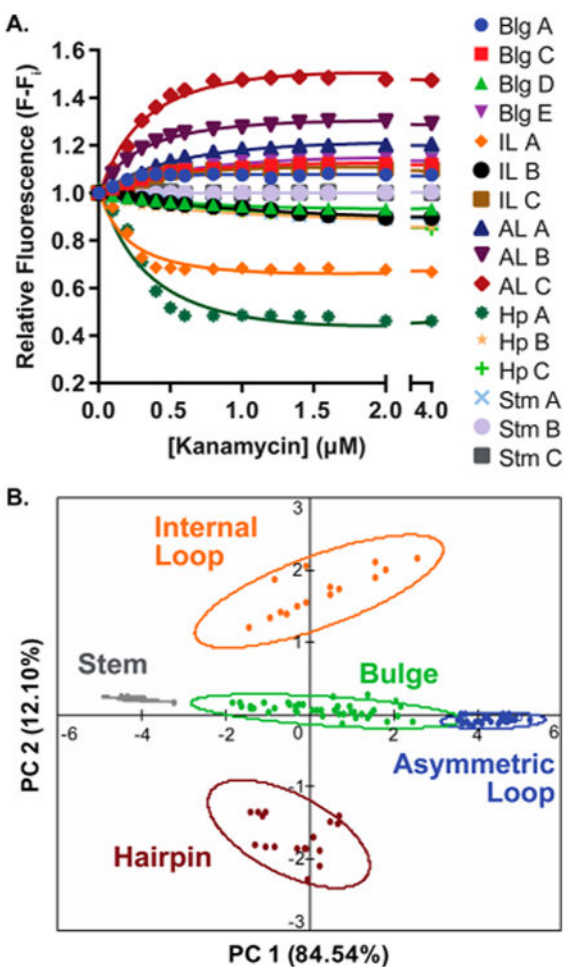 A.
Relative Fluorescence (F-Fi)
1.6
1.4
1.2
1.0
0.8
0.6
0.4
0.2
0.0
0.5
1.0
1.5
2.0
4.0
[Kanamycin] (µM)
Blg A
Blg C
Blg D
Blg E
IL A
IL B
IL C
AL A
AL B
AL C
Hp A
Hp B
Hp C
Stm A
Stm B
Stm C
B.
PC 2 (12.10%)
3
2
1
-1
-2
-3
-6
-4
-2
0
2
4
6
Internal
Loop
Stem
Bulge
Asymmetric
Loop
Hairpin
PC 1 (84.54%)